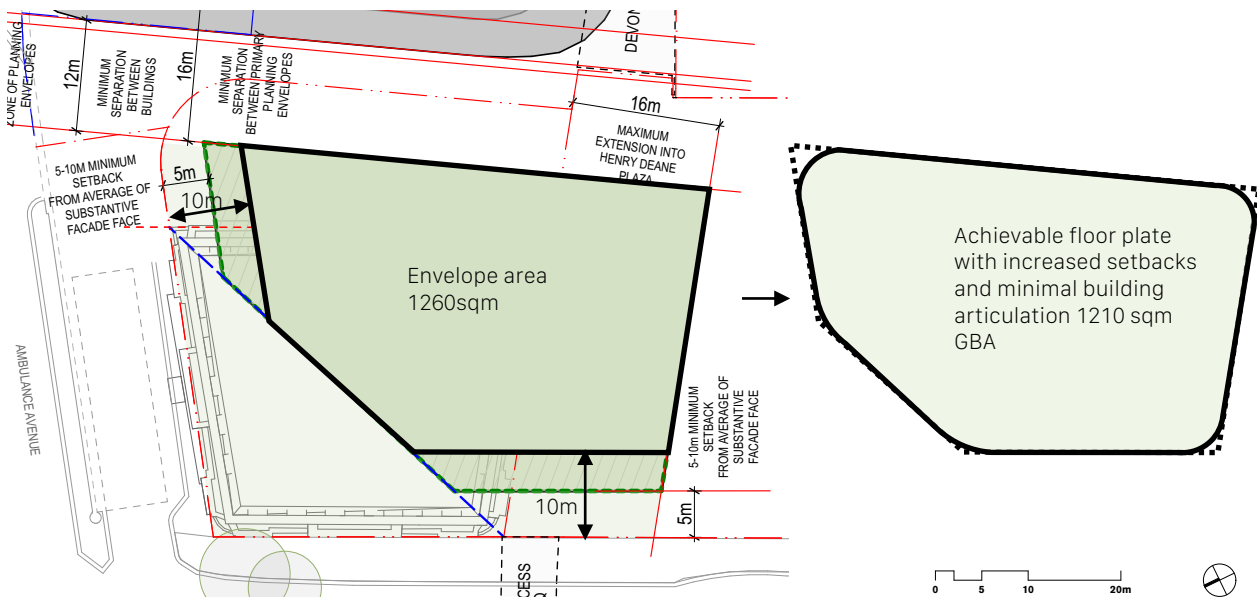 ZONE OF PLANNING
ENVELOPES
12m
MINIMUM
SEPARATION
BETWEEN
BUILDINGS
16m
MINIMUM
SEPARATION
BETWEEN PRIMARY
PLANNING
ENVELOPES
DEVON
16m
MAXIMUM
EXTENSION INTO
HENRY DEANE
PLAZA
5-10M MINIMUM
SETBACK
FROM AVERAGE OF
SUBSTANTIVE
FACADE FACE
5m
10m
Envelope area
1260sqm
Achievable floor plate
with increased setbacks
and minimal building
articulation 1210 sqm
GBA
AMBULANCE AVENUE
5-10m MINIMUM
SETBACK
FROM AVERAGE OF
SUBSTANTIVE
FACADE FACE
10m
5m
CESS
0 5 10 20m